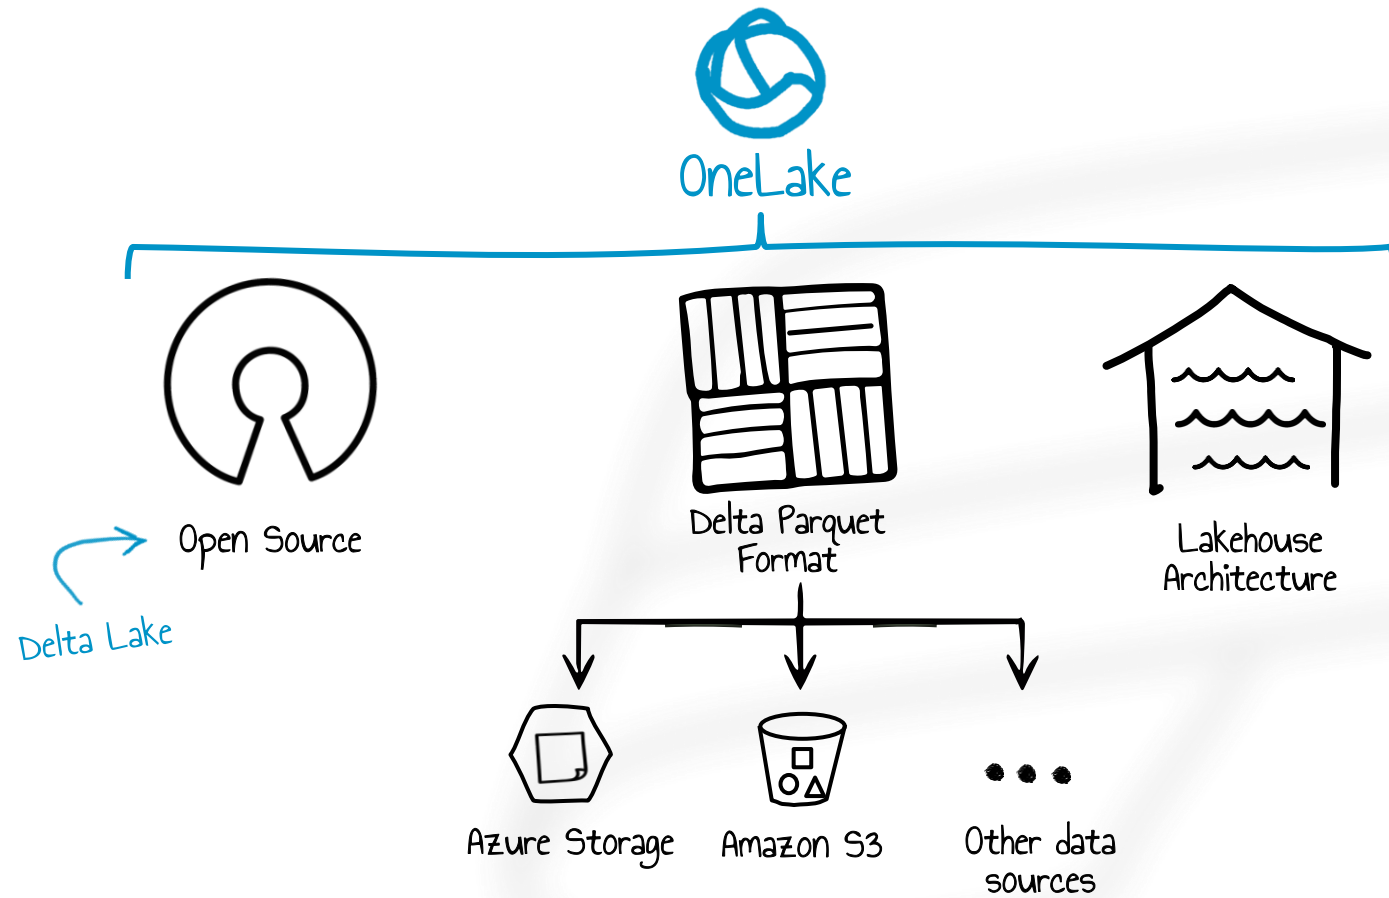 OneLake
Open Source
Delta Lake
Delta Parquet
Format
Lakehouse
Architecture
Azure Storage
Amazon S3
Other data
sources